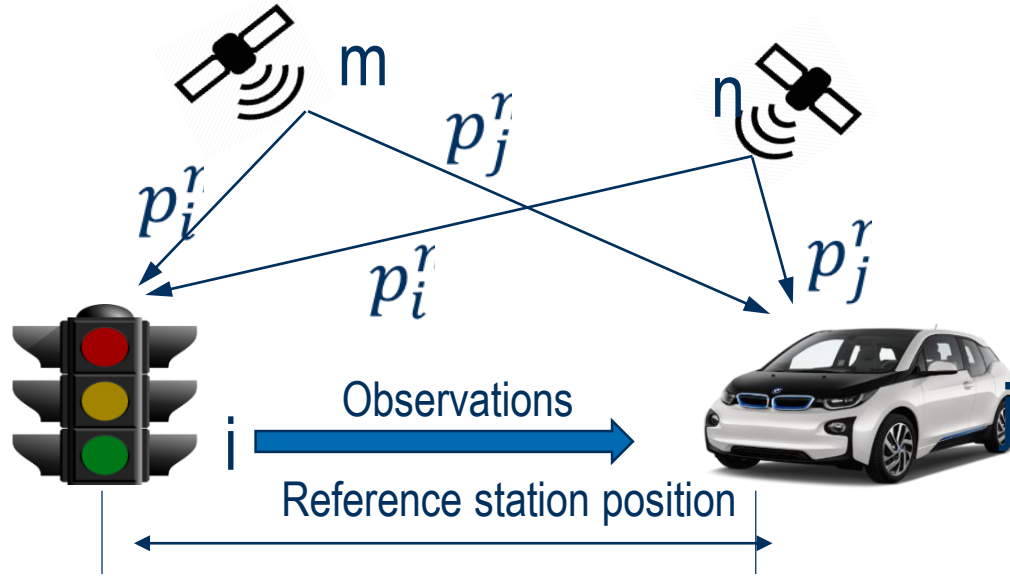 m
n
p_j
p_i
p_j
p_i
Observations
i
Reference station position